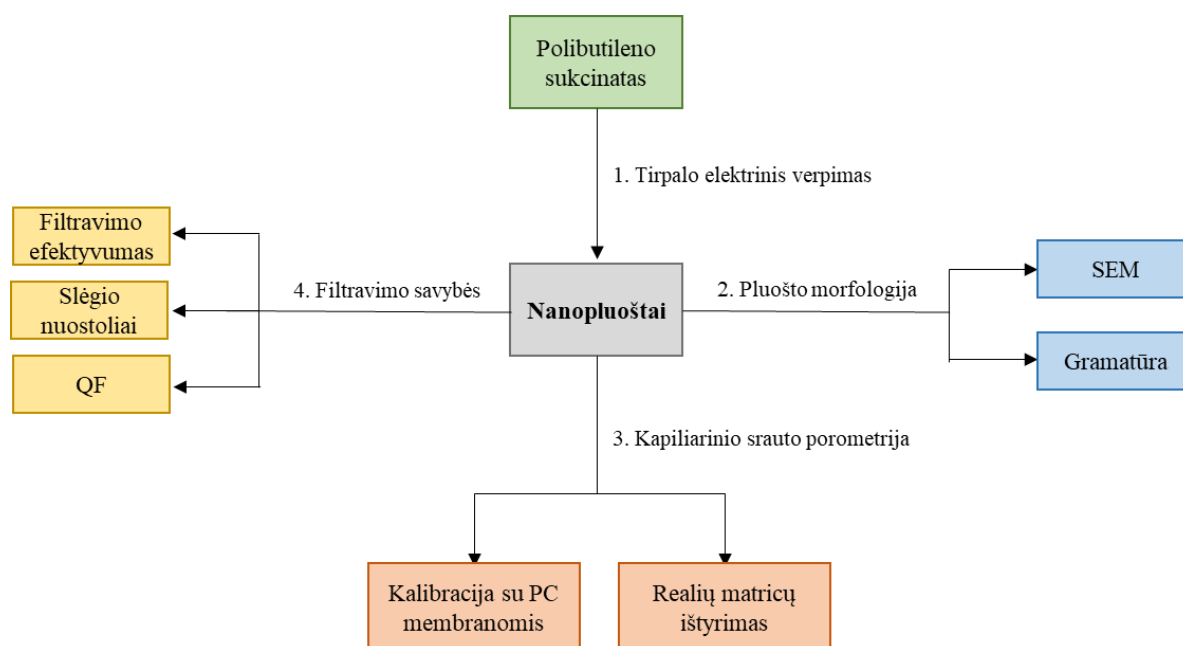 Polibutileno
sukcinatas
1. Tirpalo elektrinis verpimas
Filtravimo
efektyvumas
Slėgio
nuostoliai
QF
4. Filtravimo savybės
Nanopluoštai
2. Pluošto morfologija
SEM
Gramatūra
3. Kapiliarinio srauto porometrija
Kalibracija su PC
membranomis
Realių matricų
ištyrimas